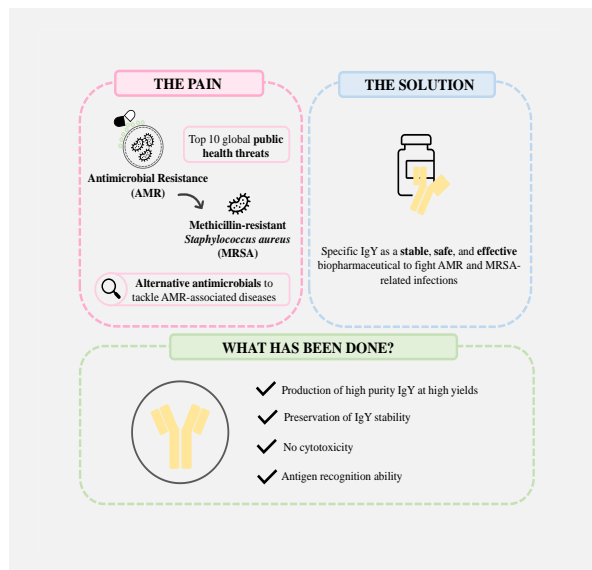 THE PAIN
Top 10 global public
health threats
Antimicrobial Resistance
(AMR)
Methicillin-resistant
Staphylococcus aureus
(MRSA)
Alternative antimicrobials to
tackle AMR-associated diseases
THE SOLUTION
Specific IgY as a stable, safe, and effective
biopharmaceutical to fight AMR and MRSA-
related infections
WHAT HAS BEEN DONE?
Production of high purity IgY at high yields
Preservation of IgY stability
No cytotoxicity
Antigen recognition ability